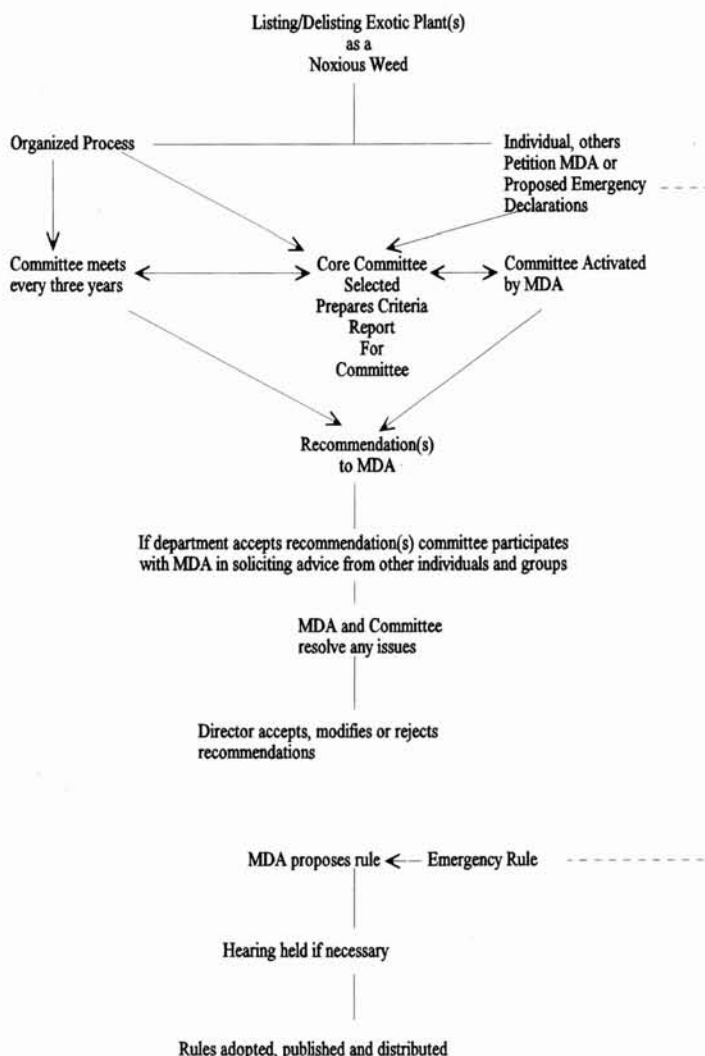 Listing/Delisting Exotic Plant(s)
as a
Noxious Weed
Organized Process
Individual, others
Petition MDA or
Proposed Emergency
Declarations
Committee meets
every three years
Core Committee
Selected
Prepares Criteria
Report
For
Committee
Committee Activated
by MDA
Recommendation(s)
to MDA
If department accepts recommendation(s) committee participates
with MDA in soliciting advice from other individuals and groups
MDA and Committee
resolve any issues
Director accepts, modifies or rejects
recommendations
MDA proposes rule
Emergency Rule
Hearing held if necessary
Rules adopted, published and distributed